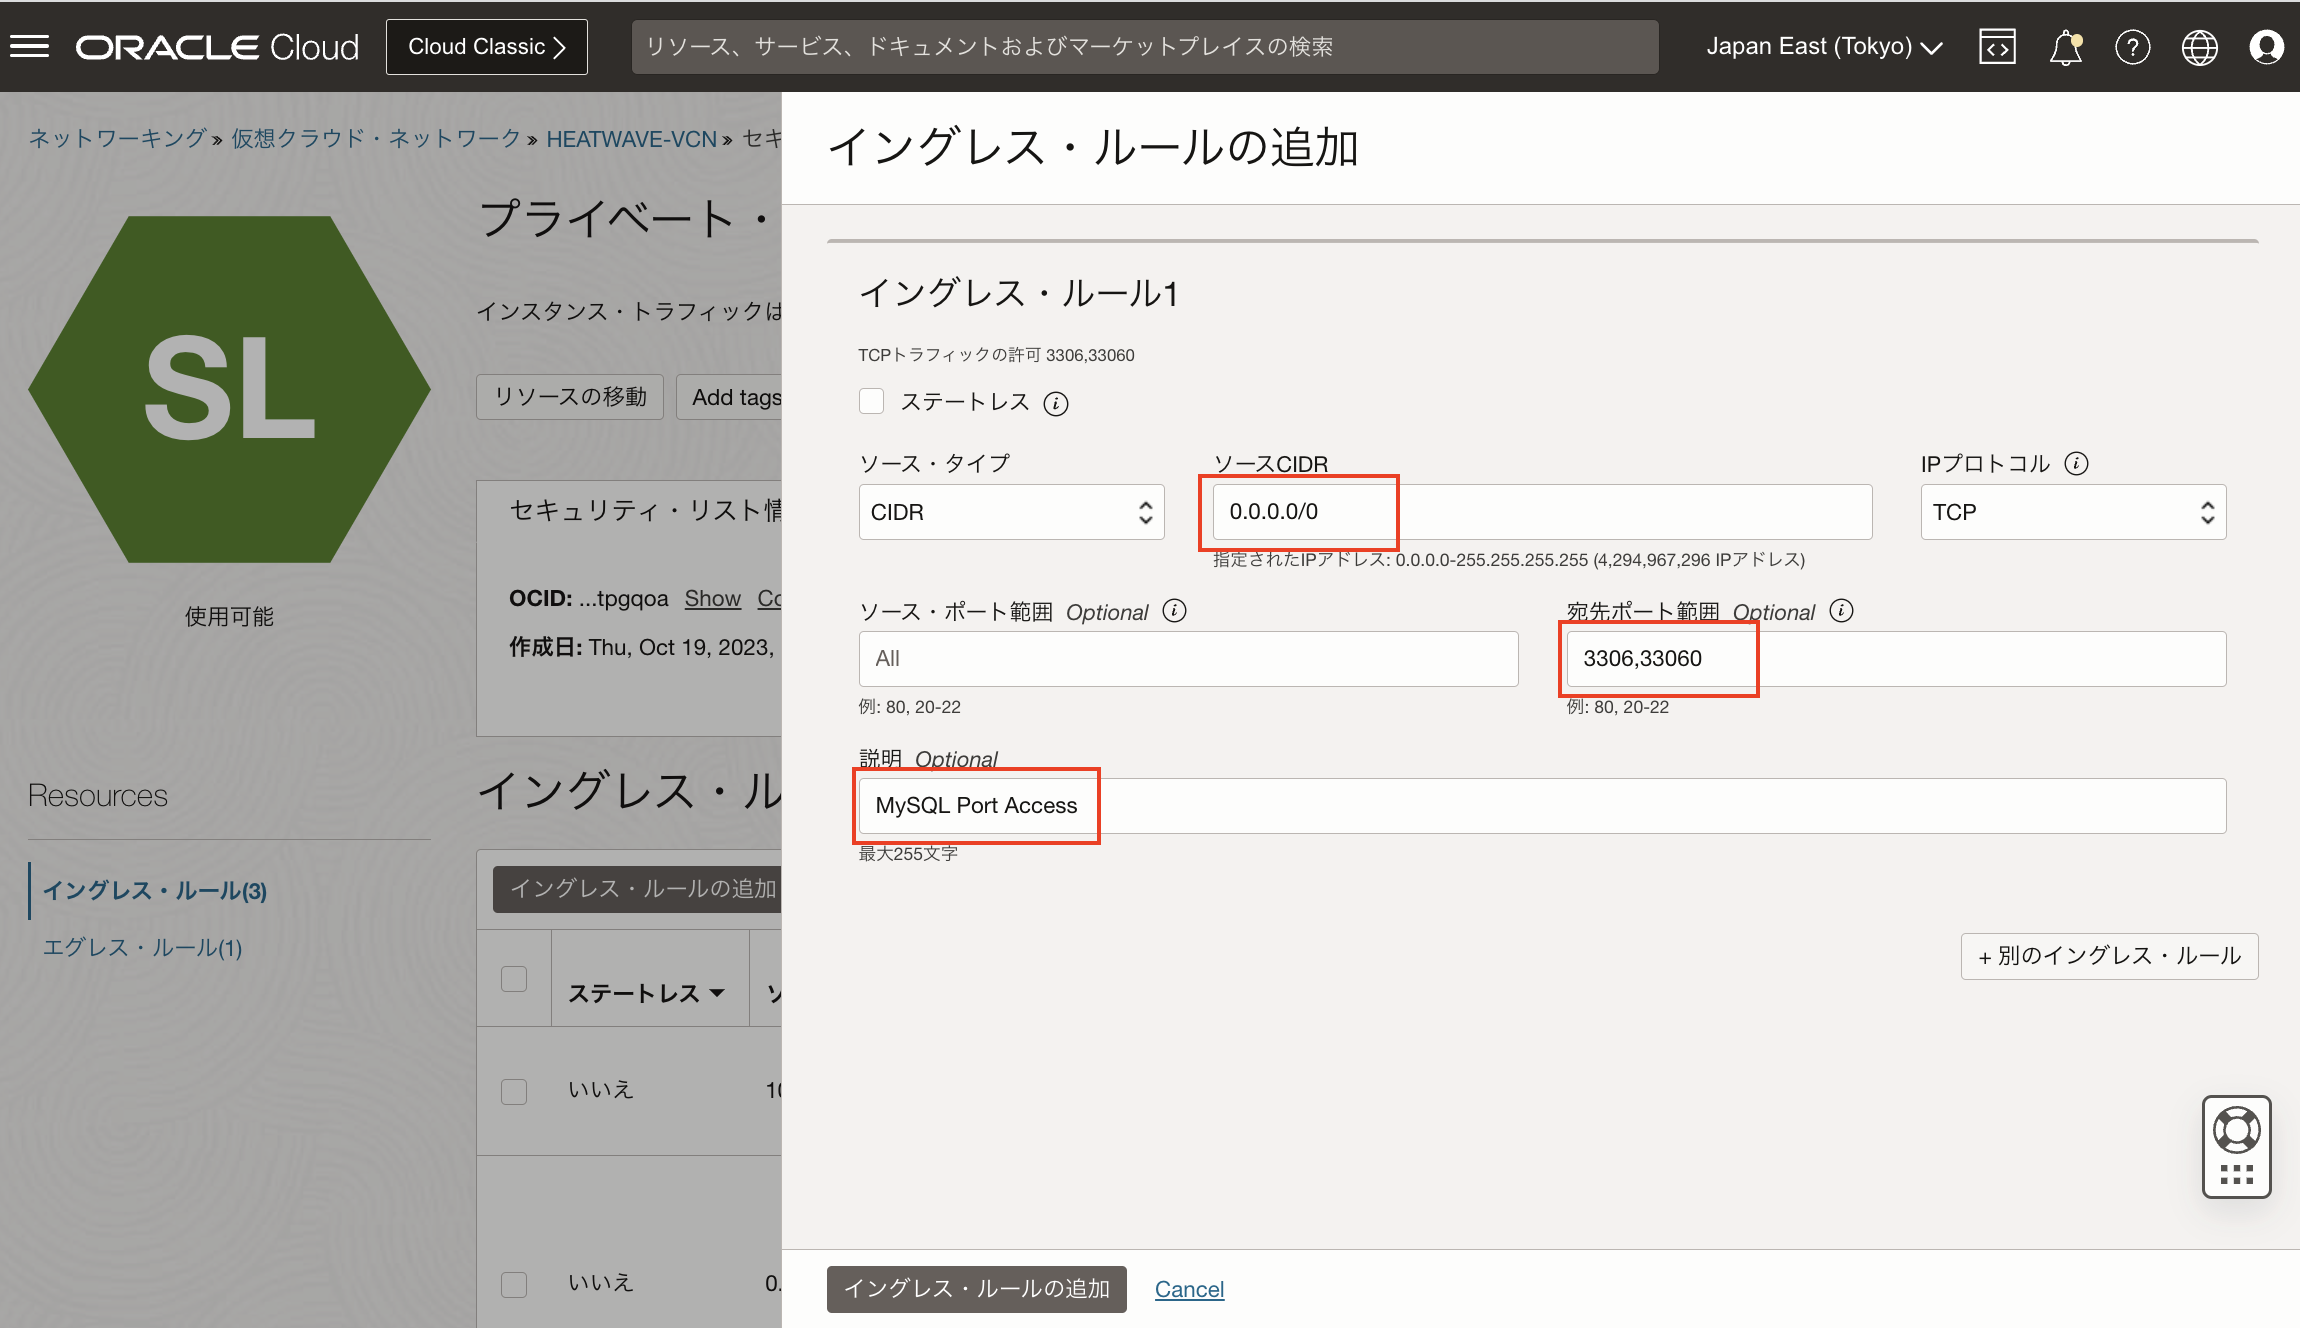 ORACLE Cloud
Cloud Classic
リソース、サービス、ドキュメントおよびマーケットプレイスの検索
Japan East (Tokyo)
ネットワーキング » 仮想クラウド・ネットワーク » HEATWAVE-VCN » セキ
SL
使用可能
プライベート・
インスタンス・トラフィックは
リソースの移動
Add tags
セキュリティ・リスト情
OCID: ...tpgqoa Show Co
作成日: Thu, Oct 19, 2023,
Resources
イングレス・ルール(3)
エグレス・ルール(1)
イングレス・ル
イングレス・ルールの追加
ステートレス ソ
いいえ 10
いいえ 0.
イングレス・ルールの追加
イングレス・ルール1
TCPトラフィックの許可 3306,33060
ステートレス
ソース・タイプ
CIDR
ソースCIDR
0.0.0.0/0
指定されたIPアドレス: 0.0.0.0-255.255.255.255 (4,294,967,296 IPアドレス)
IPプロトコル
TCP
ソース・ポート範囲 Optional
All
例: 80, 20-22
宛先ポート範囲 Optional
3306,33060
例: 80, 20-22
説明 Optional
MySQL Port Access
最大255文字
+ 別のイングレス・ルール
イングレス・ルールの追加
Cancel